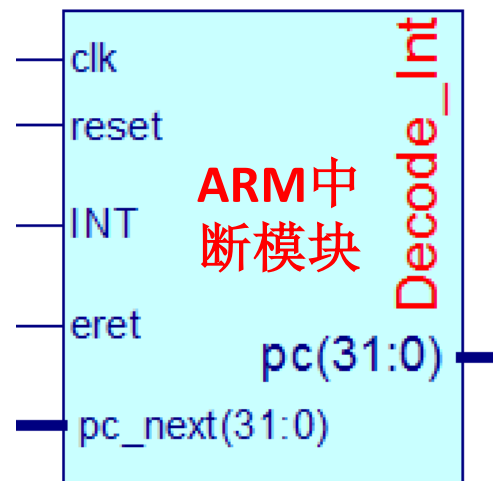 clk
reset
INT
eret
pc_next(31:0)
ARM中
断模块
Decode_Int
pc(31:0)